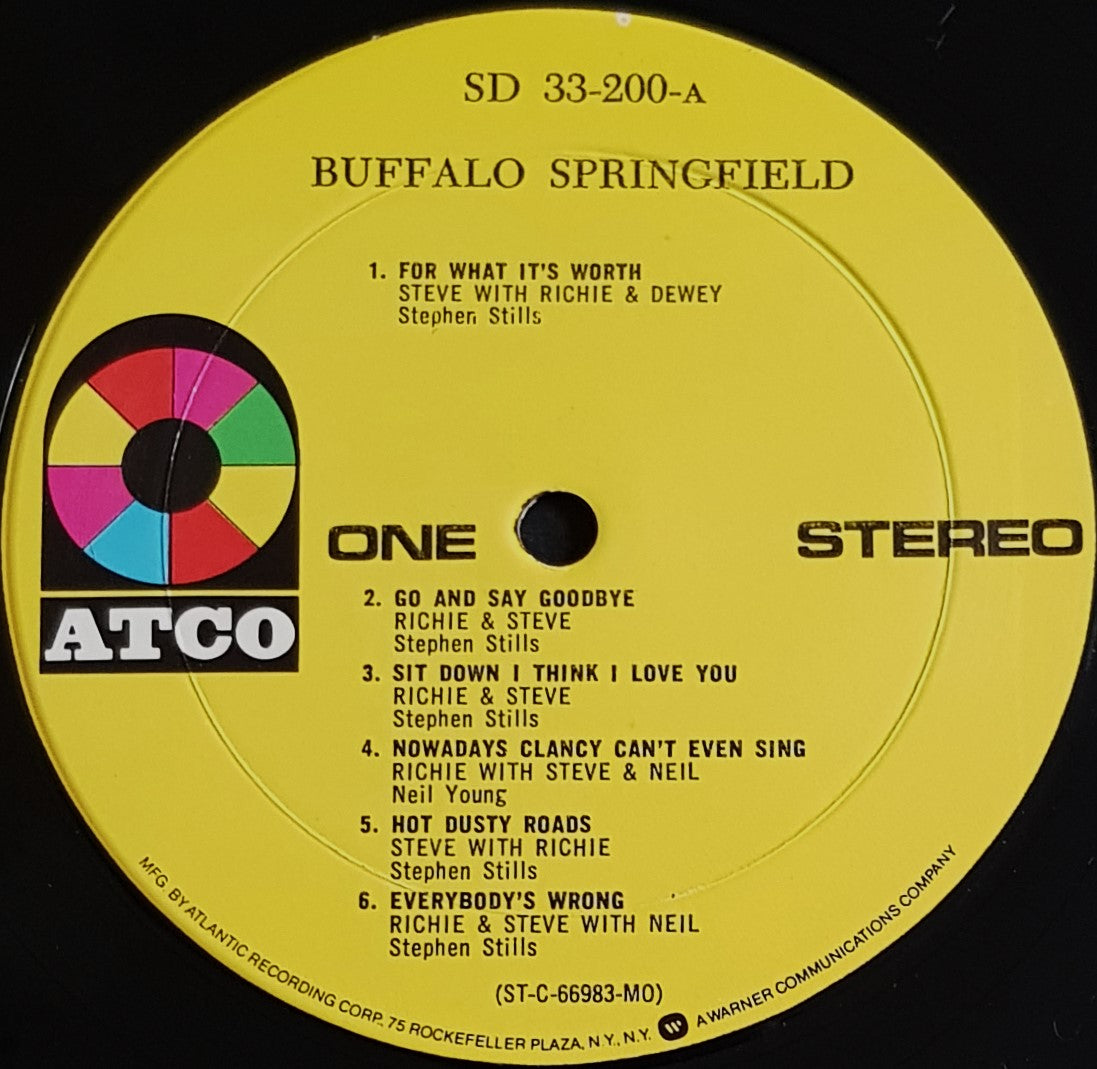 SD 33-200-A
BUFFALO SPRINGFIELD
1. FOR WHAT IT'S WORTH
STEVE WITH RICHIE & DEWEY
Stephen Stills
ATCO
ONE
STEREO
2. GO AND SAY GOODBYE
RICHIE & STEVE
Stephen Stills
3. SIT DOWN I THINK I LOVE YOU
RICHIE & STEVE
Stephen Stills
4. NOWADAYS CLANCY CAN'T EVEN SING
RICHIE WITH STEVE & NEIL
Neil Young
5. HOT DUSTY ROADS
STEVE WITH RICHIE
Stephen Stills
6. EVERYBODY'S WRONG
RICHIE & STEVE WITH NEIL
Stephen Stills
(ST-C-66983-MO)
MFG. BY ATLANTIC RECORDING CORP., 75 ROCKEFELLER PLAZA, N.Y., N.Y. W A WARNER COMMUNICATIONS COMPANY